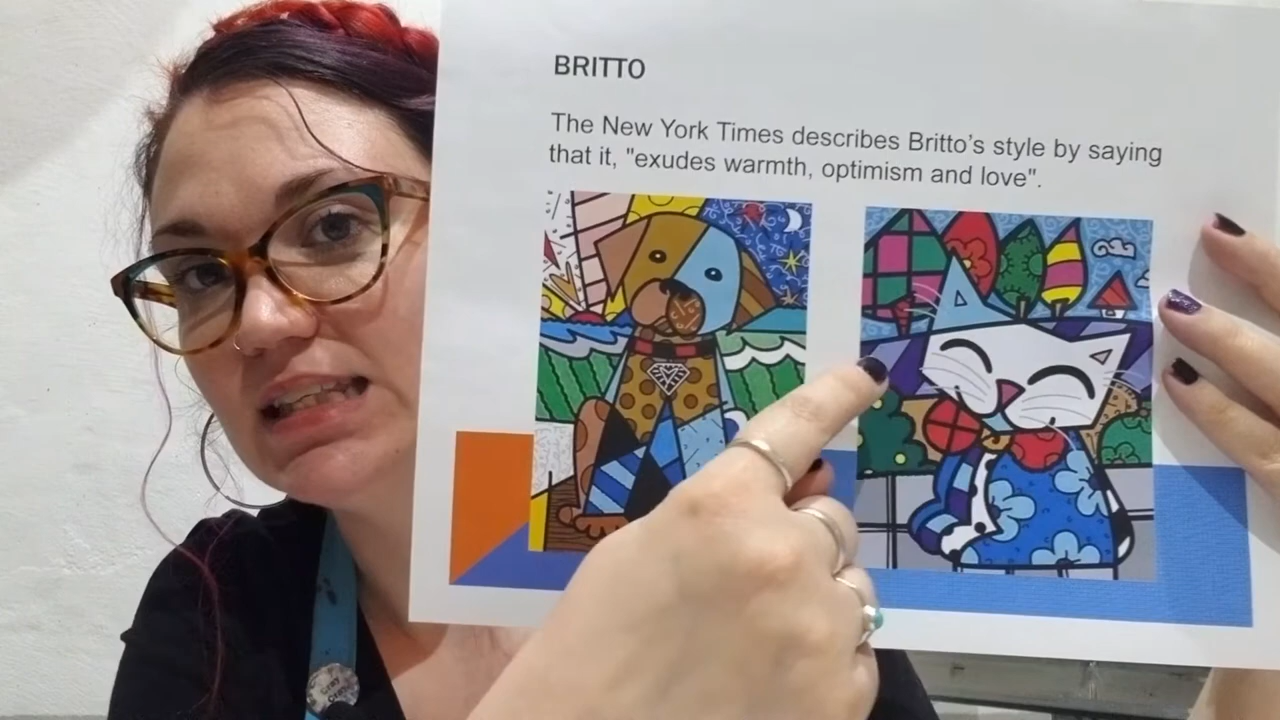 BRITTO
The New York Times describes Britto's style by saying
that it, "exudes warmth, optimism and love".